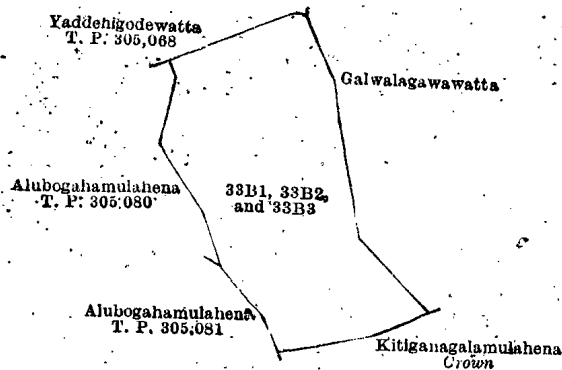 Yaddehigodewatta
T. P. 305,068
Galwalagawawatta
Alubogahamulahena
T. P. 305,080
33B1, 33B2,
and 33B3
Alubogahamulahena
T. P. 305,081
Kitiganagalamulahena
Crown